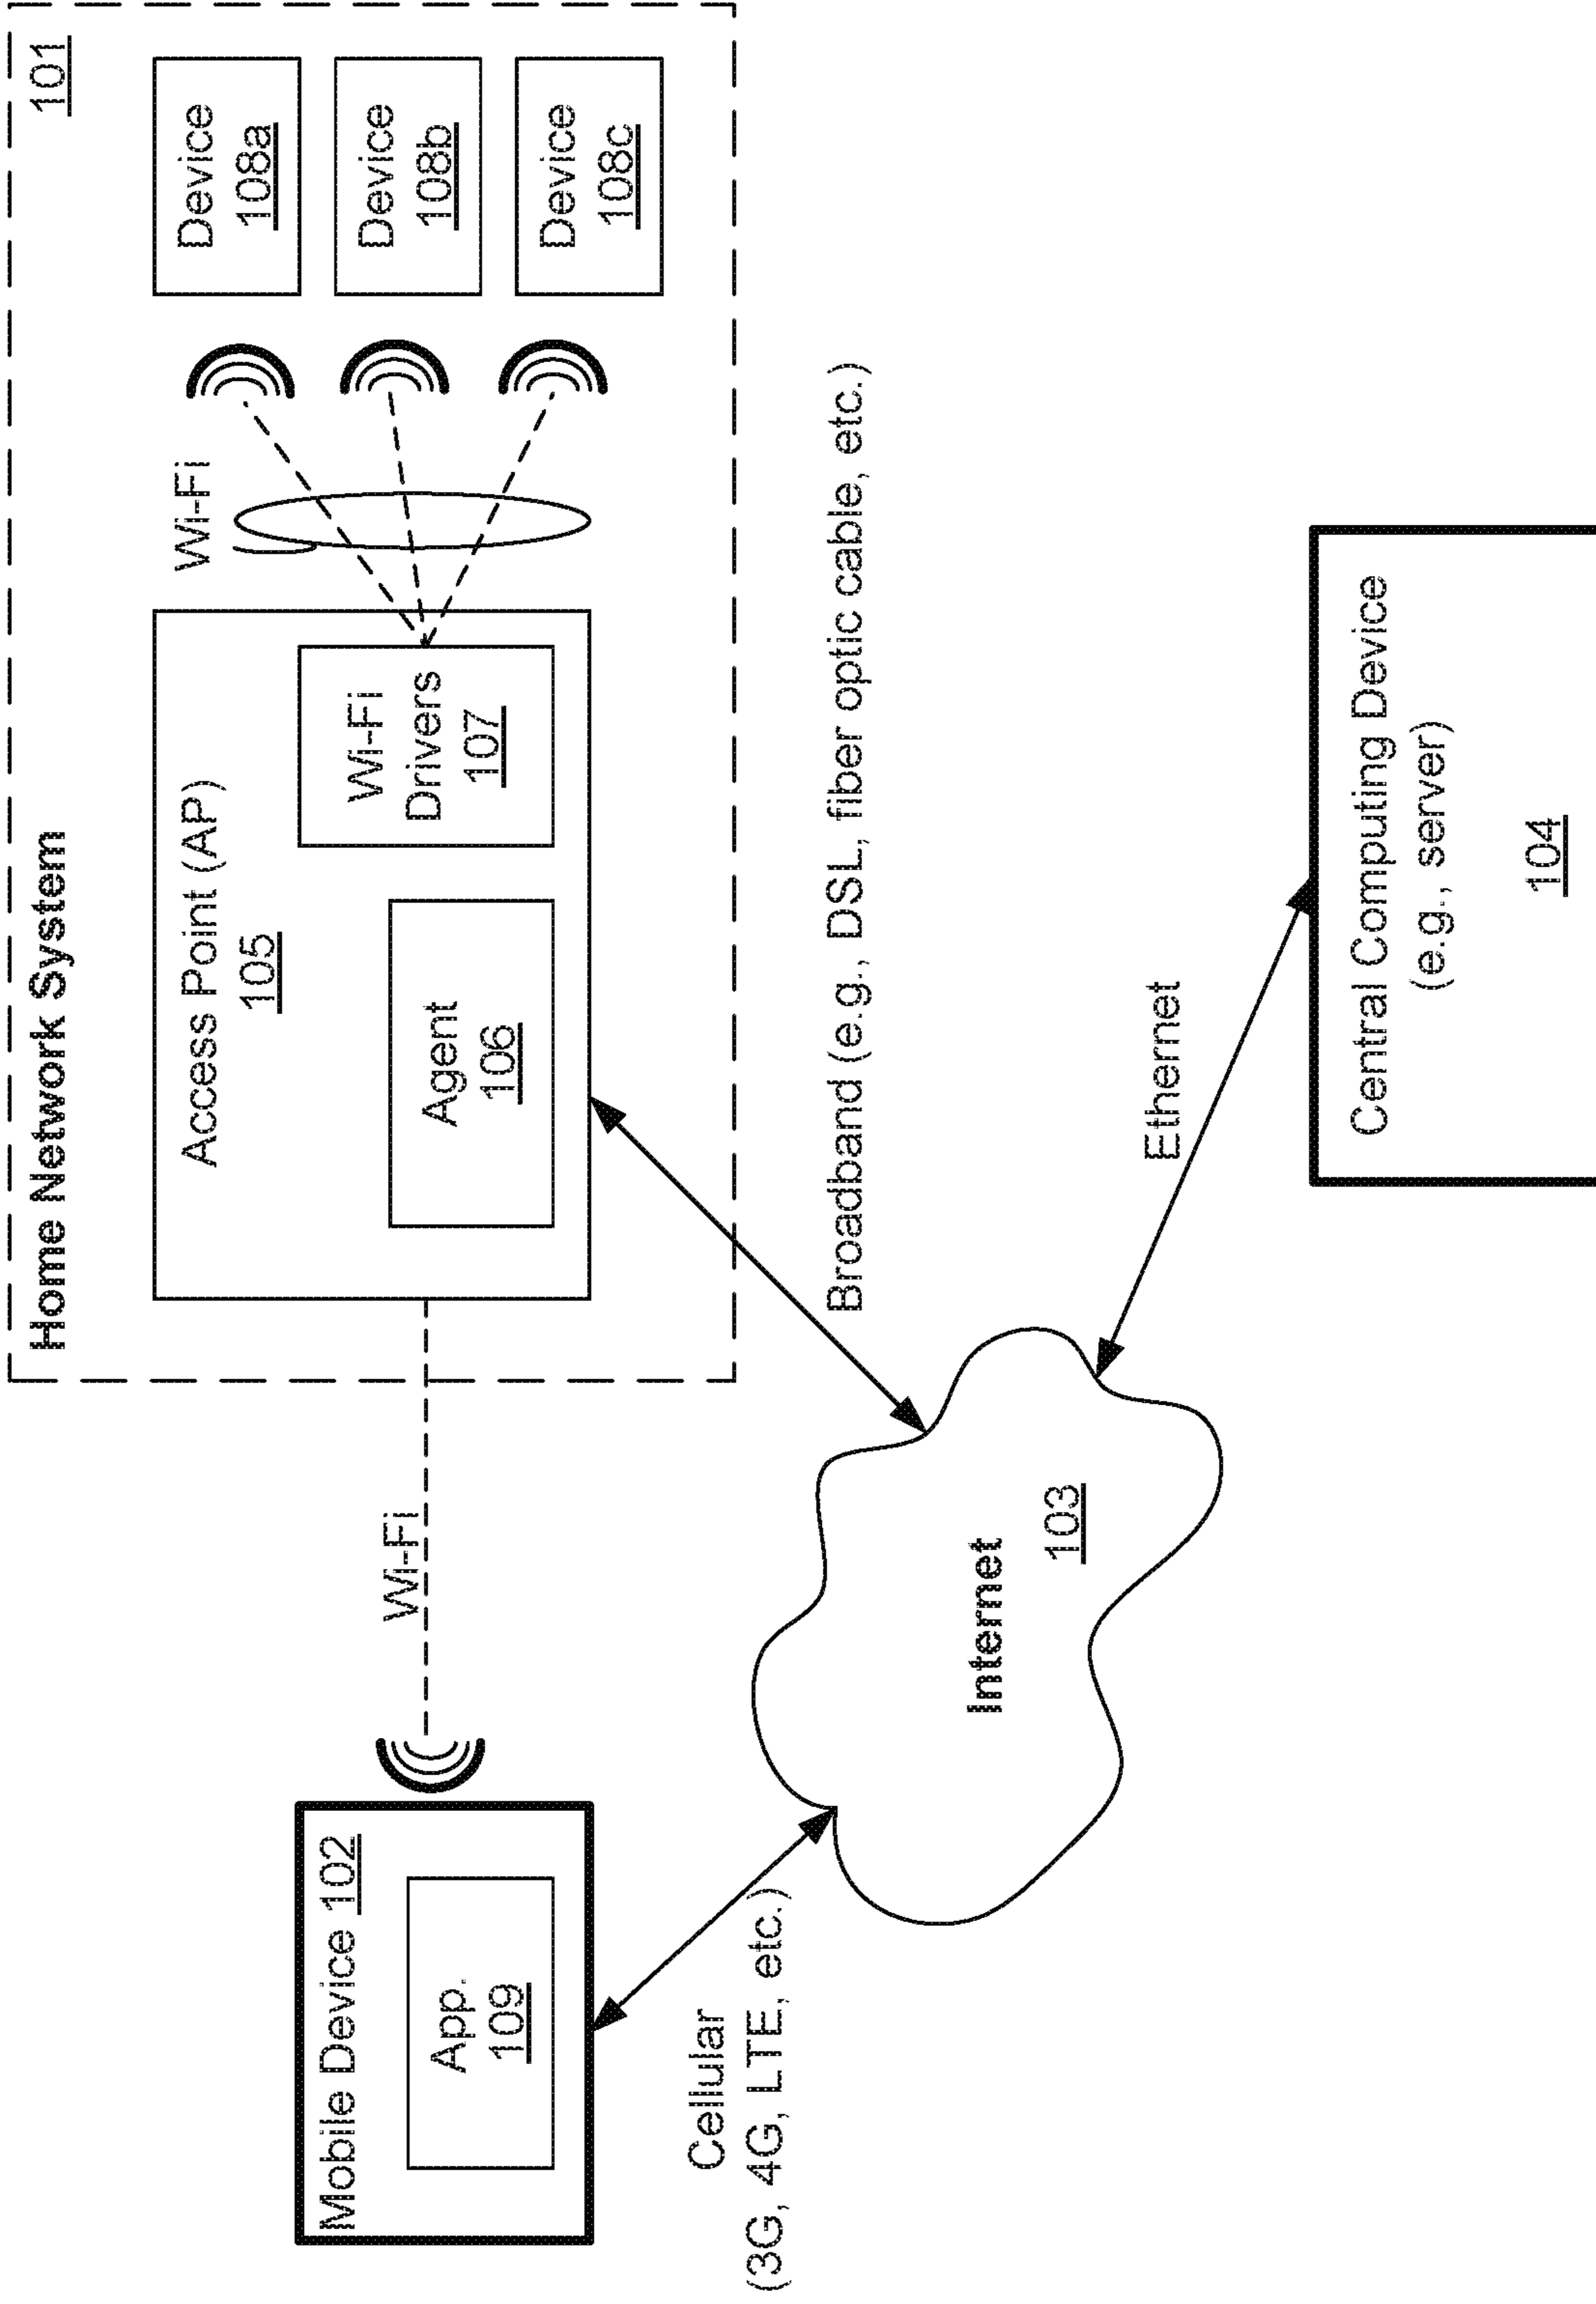 Home Network System
101
Access Point (AP)
105
Agent
106
Wi-Fi
Drivers
107
Wi-Fi
Device
108a
Device
108b
Device
108c
Wi-Fi
Mobile Device 102
App.
109
Cellular
(3G, 4G, LTE, etc.)
Broadband (e.g., DSL, fiber optic cable, etc.)
Internet
103
Ethernet
Central Computing Device
(e.g., server)
104